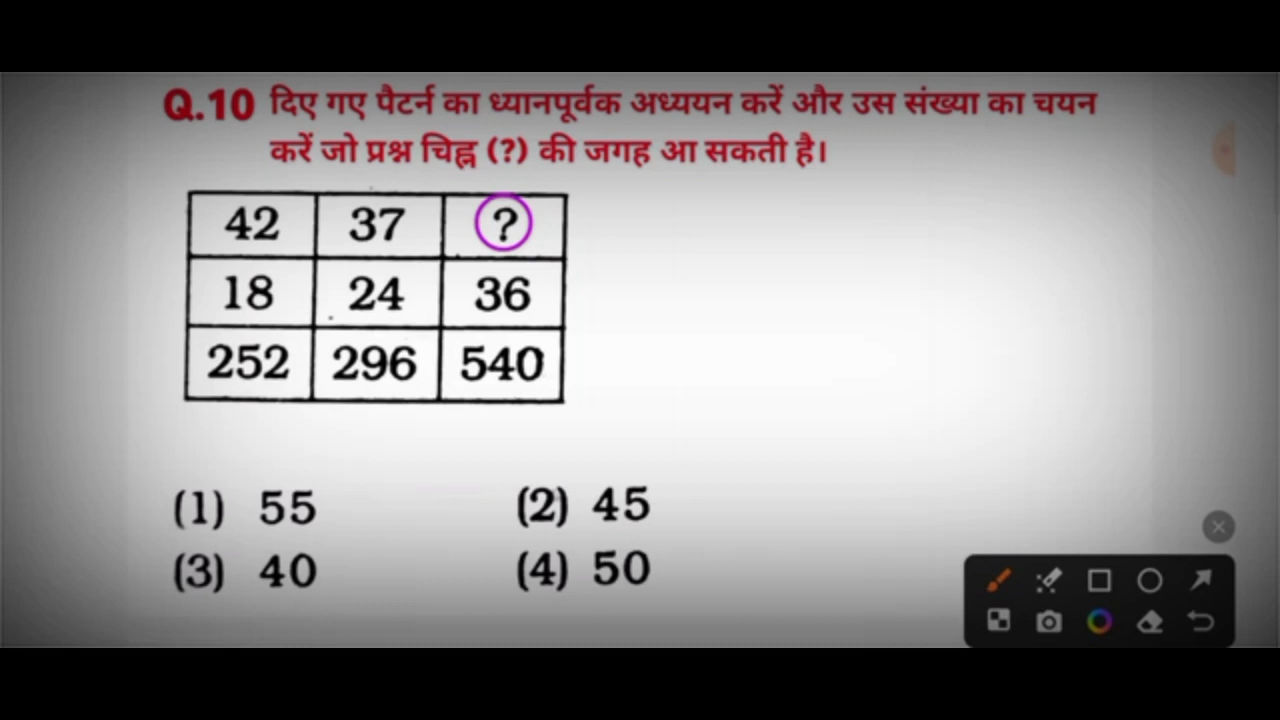 Q.10 दिए गए पैटर्न का ध्यानपूर्वक अध्ययन करें और उस संख्या का चयन
करें जो प्रश्न चिह्न (?) की जगह आ सकती है।
42 37 ?
18 24 36
252 296 540
(1) 55 (2) 45
(3) 40 (4) 50